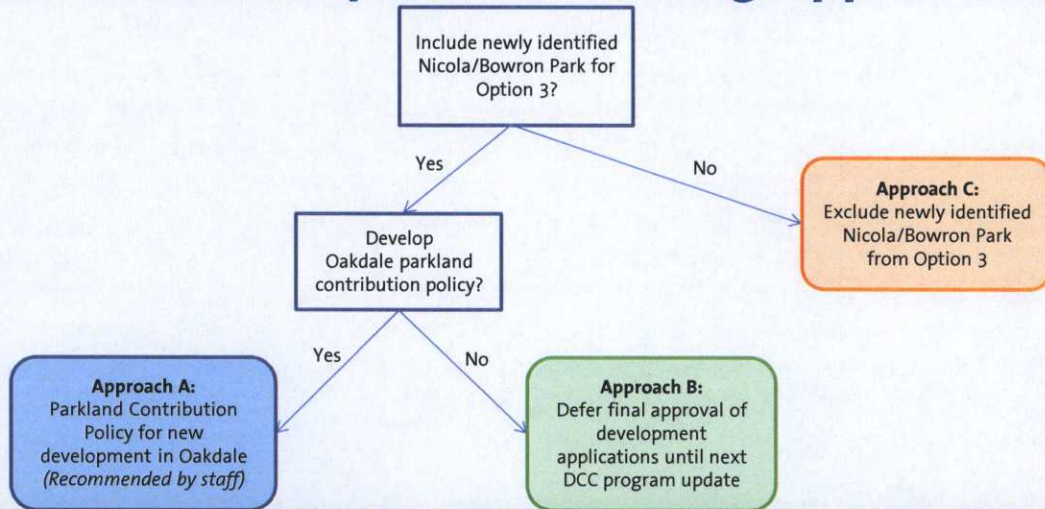 Include newly identified
Nicola/Bowron Park for
Option 3?
Yes
No
Approach C:
Exclude newly identified
Nicola/Bowron Park
from Option 3
Develop
Oakdale parkland
contribution policy?
Yes
No
Approach A:
Parkland Contribution
Policy for new
development in Oakdale
(Recommended by staff)
Approach B:
Defer final approval of
development
applications until next
DCC program update